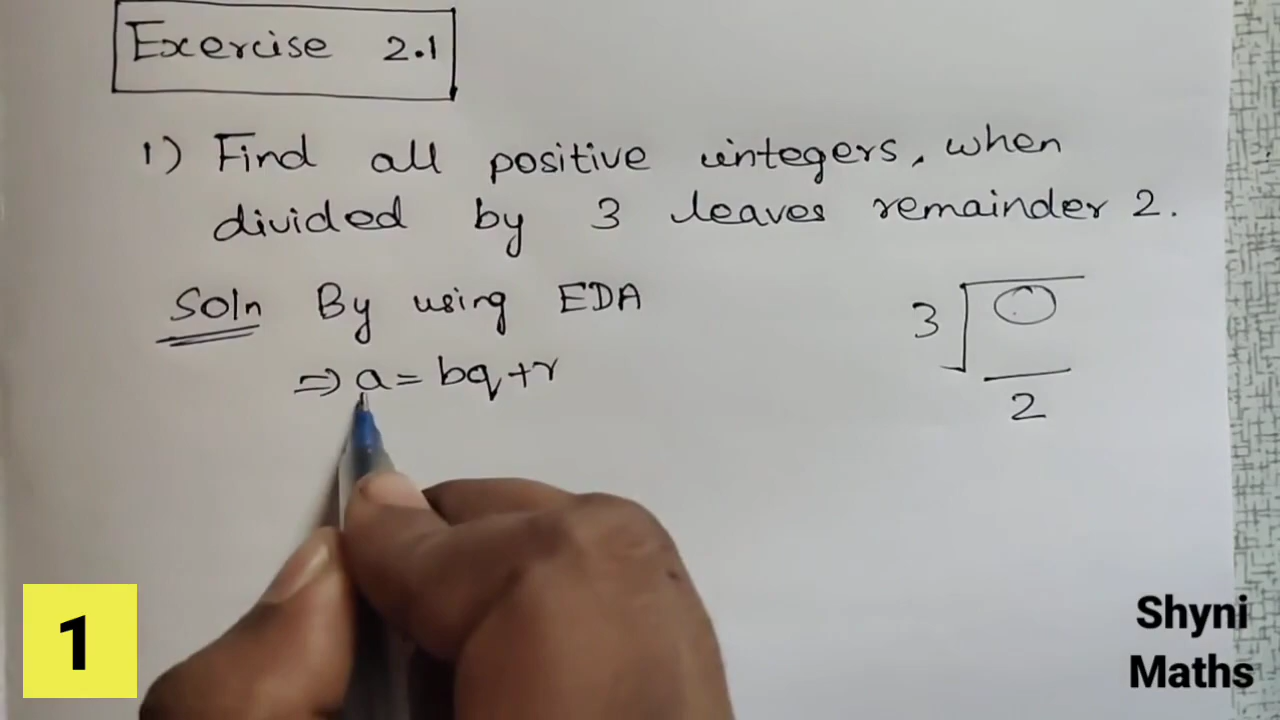 Exercise 2.1
1) Find all positive integers, when
divided by 3 leaves remainder 2.
Soln By using EDA
⇒ a = bq + r
3
2
1
Shyni
Maths